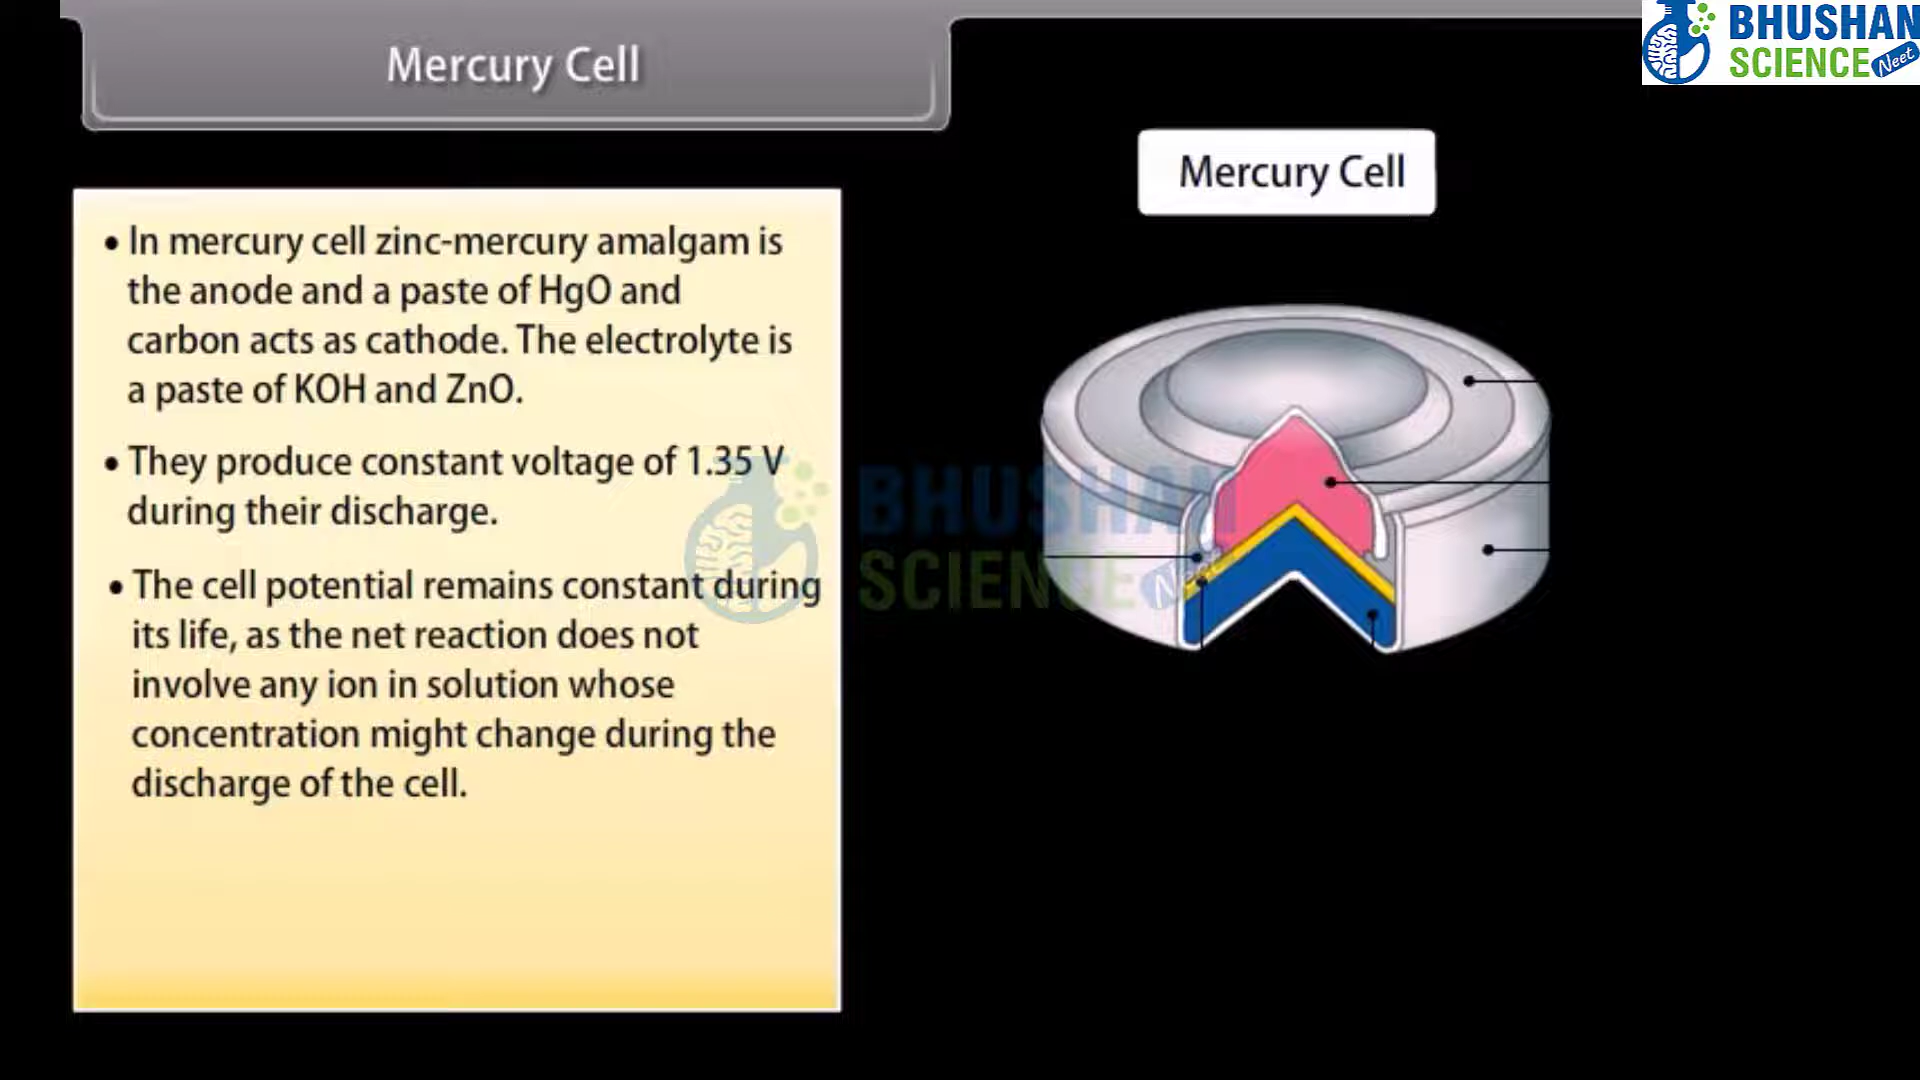 Mercury Cell
BHUSHAN
SCIENCE Neet
Mercury Cell
• In mercury cell zinc-mercury amalgam is
the anode and a paste of HgO and
carbon acts as cathode. The electrolyte is
a paste of KOH and ZnO.
• They produce constant voltage of 1.35 V
during their discharge.
• The cell potential remains constant during
its life, as the net reaction does not
involve any ion in solution whose
concentration might change during the
discharge of the cell.
BHUSHAN
SCIENCE Neet